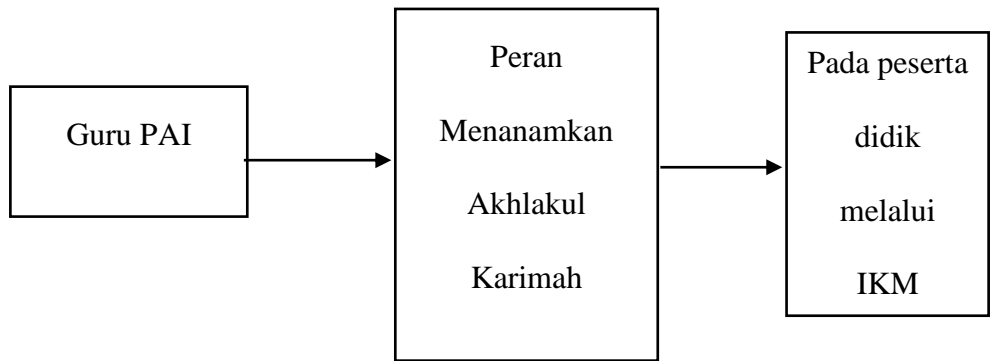 Guru PAI
Peran
Menanamkan
Akhlakul
Karimah
Pada peserta
didik
melalui
IKM